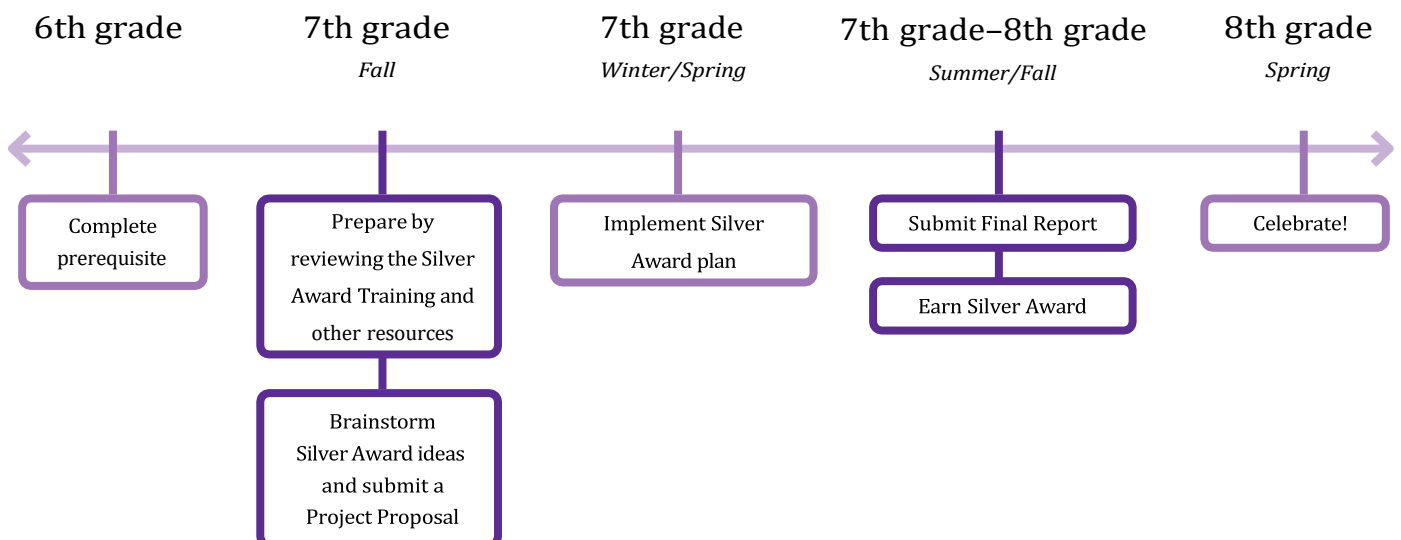 6th grade
7th grade
Fall
7th grade
Winter/Spring
7th grade–8th grade
Summer/Fall
8th grade
Spring
Complete
prerequisite
Prepare by
reviewing the Silver
Award Training and
other resources
Brainstorm
Silver Award ideas
and submit a
Project Proposal
Implement Silver
Award plan
Submit Final Report
Earn Silver Award
Celebrate!